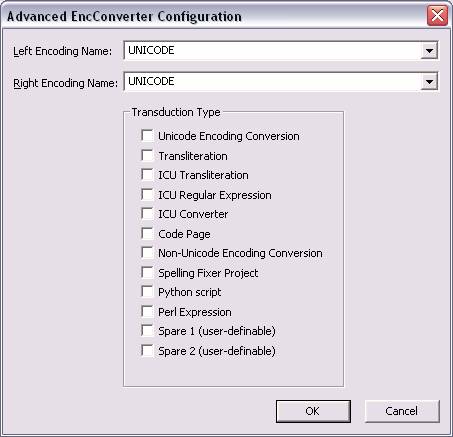 Advanced EncConverter Configuration
Left Encoding Name: UNICODE
Right Encoding Name: UNICODE
Transduction Type
Unicode Encoding Conversion
Transliteration
ICU Transliteration
ICU Regular Expression
ICU Converter
Code Page
Non-Unicode Encoding Conversion
Spelling Fixer Project
Python script
Perl Expression
Spare 1 (user-definable)
Spare 2 (user-definable)
OK Cancel